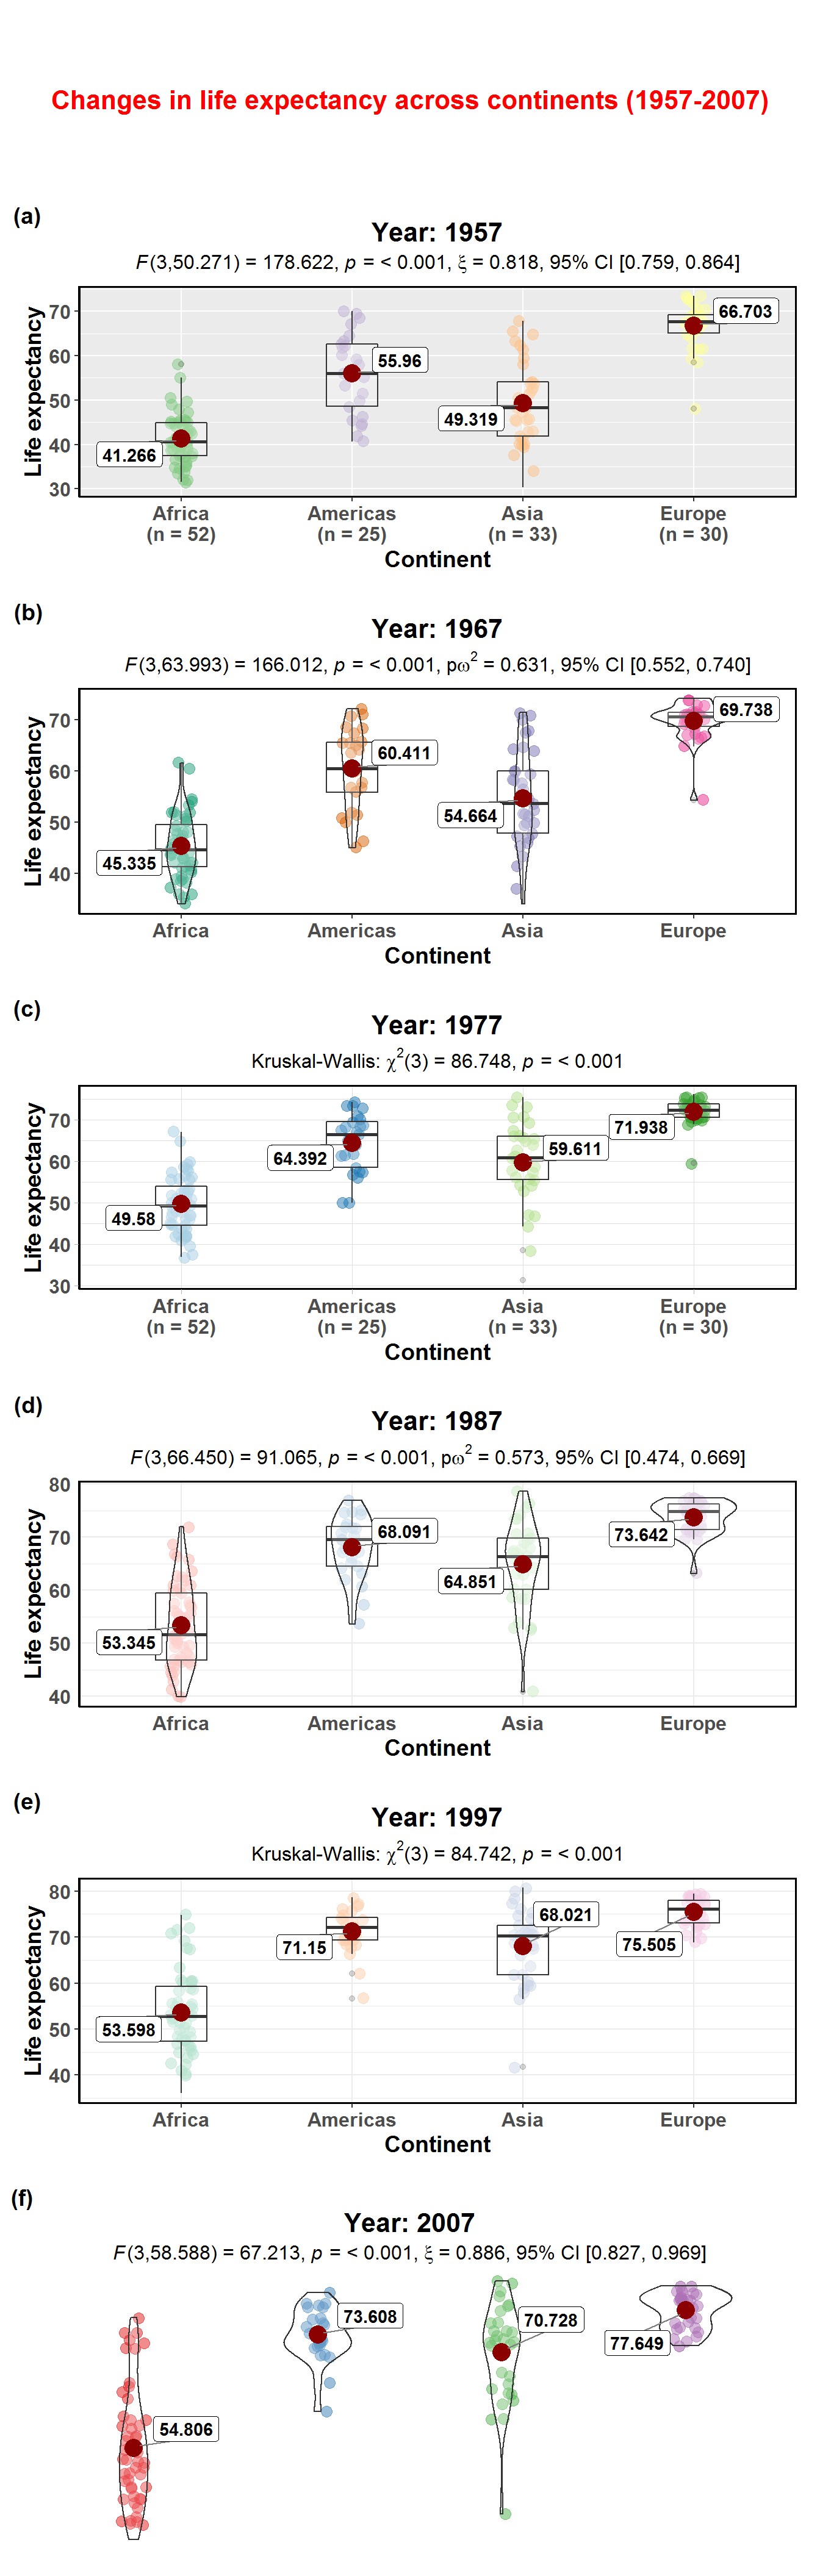 Changes in life expectancy across continents (1957-2007)
(a)
Year: 1957
F(3,50.271) = 178.622, p = < 0.001, ξ = 0.818, 95% CI [0.759, 0.864]
Life expectancy
70
60
50
40
30
66.703
55.96
49.319
41.266
Africa Americas Asia Europe
(n = 52) (n = 25) (n = 33) (n = 30)
Continent
(b)
Year: 1967
F(3,63.993) = 166.012, p = < 0.001, pω² = 0.631, 95% CI [0.552, 0.740]
Life expectancy
70
60
50
40
69.738
60.411
54.664
45.335
Africa Americas Asia Europe
Continent
(c)
Year: 1977
Kruskal-Wallis: χ²(3) = 86.748, p = < 0.001
Life expectancy
70
60
50
40
30
71.938
59.611
64.392
49.58
Africa Americas Asia Europe
(n = 52) (n = 25) (n = 33) (n = 30)
Continent
(d)
Year: 1987
F(3,66.450) = 91.065, p = < 0.001, pω² = 0.573, 95% CI [0.474, 0.669]
Life expectancy
80
70
60
50
40
68.091
73.642
64.851
53.345
Africa Americas Asia Europe
Continent
(e)
Year: 1997
Kruskal-Wallis: χ²(3) = 84.742, p = < 0.001
Life expectancy
80
70
60
50
40
68.021
75.505
71.15
53.598
Africa Americas Asia Europe
Continent
(f)
Year: 2007
F(3,58.588) = 67.213, p = < 0.001, ξ = 0.886, 95% CI [0.827, 0.969]
73.608
70.728
77.649
54.806